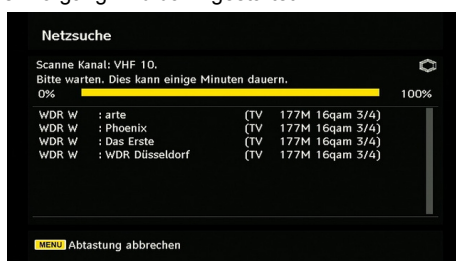 Netzsuche
Scanne Kanal: VHF 10.
Bitte warten. Dies kann einige Minuten dauern.
0% 100%
WDR W : arte (TV 177M 16qam 3/4)
WDR W : Phoenix (TV 177M 16qam 3/4)
WDR W : Das Erste (TV 177M 16qam 3/4)
WDR W : WDR Düsseldorf (TV 177M 16qam 3/4)
MENU Abtastung abbrechen